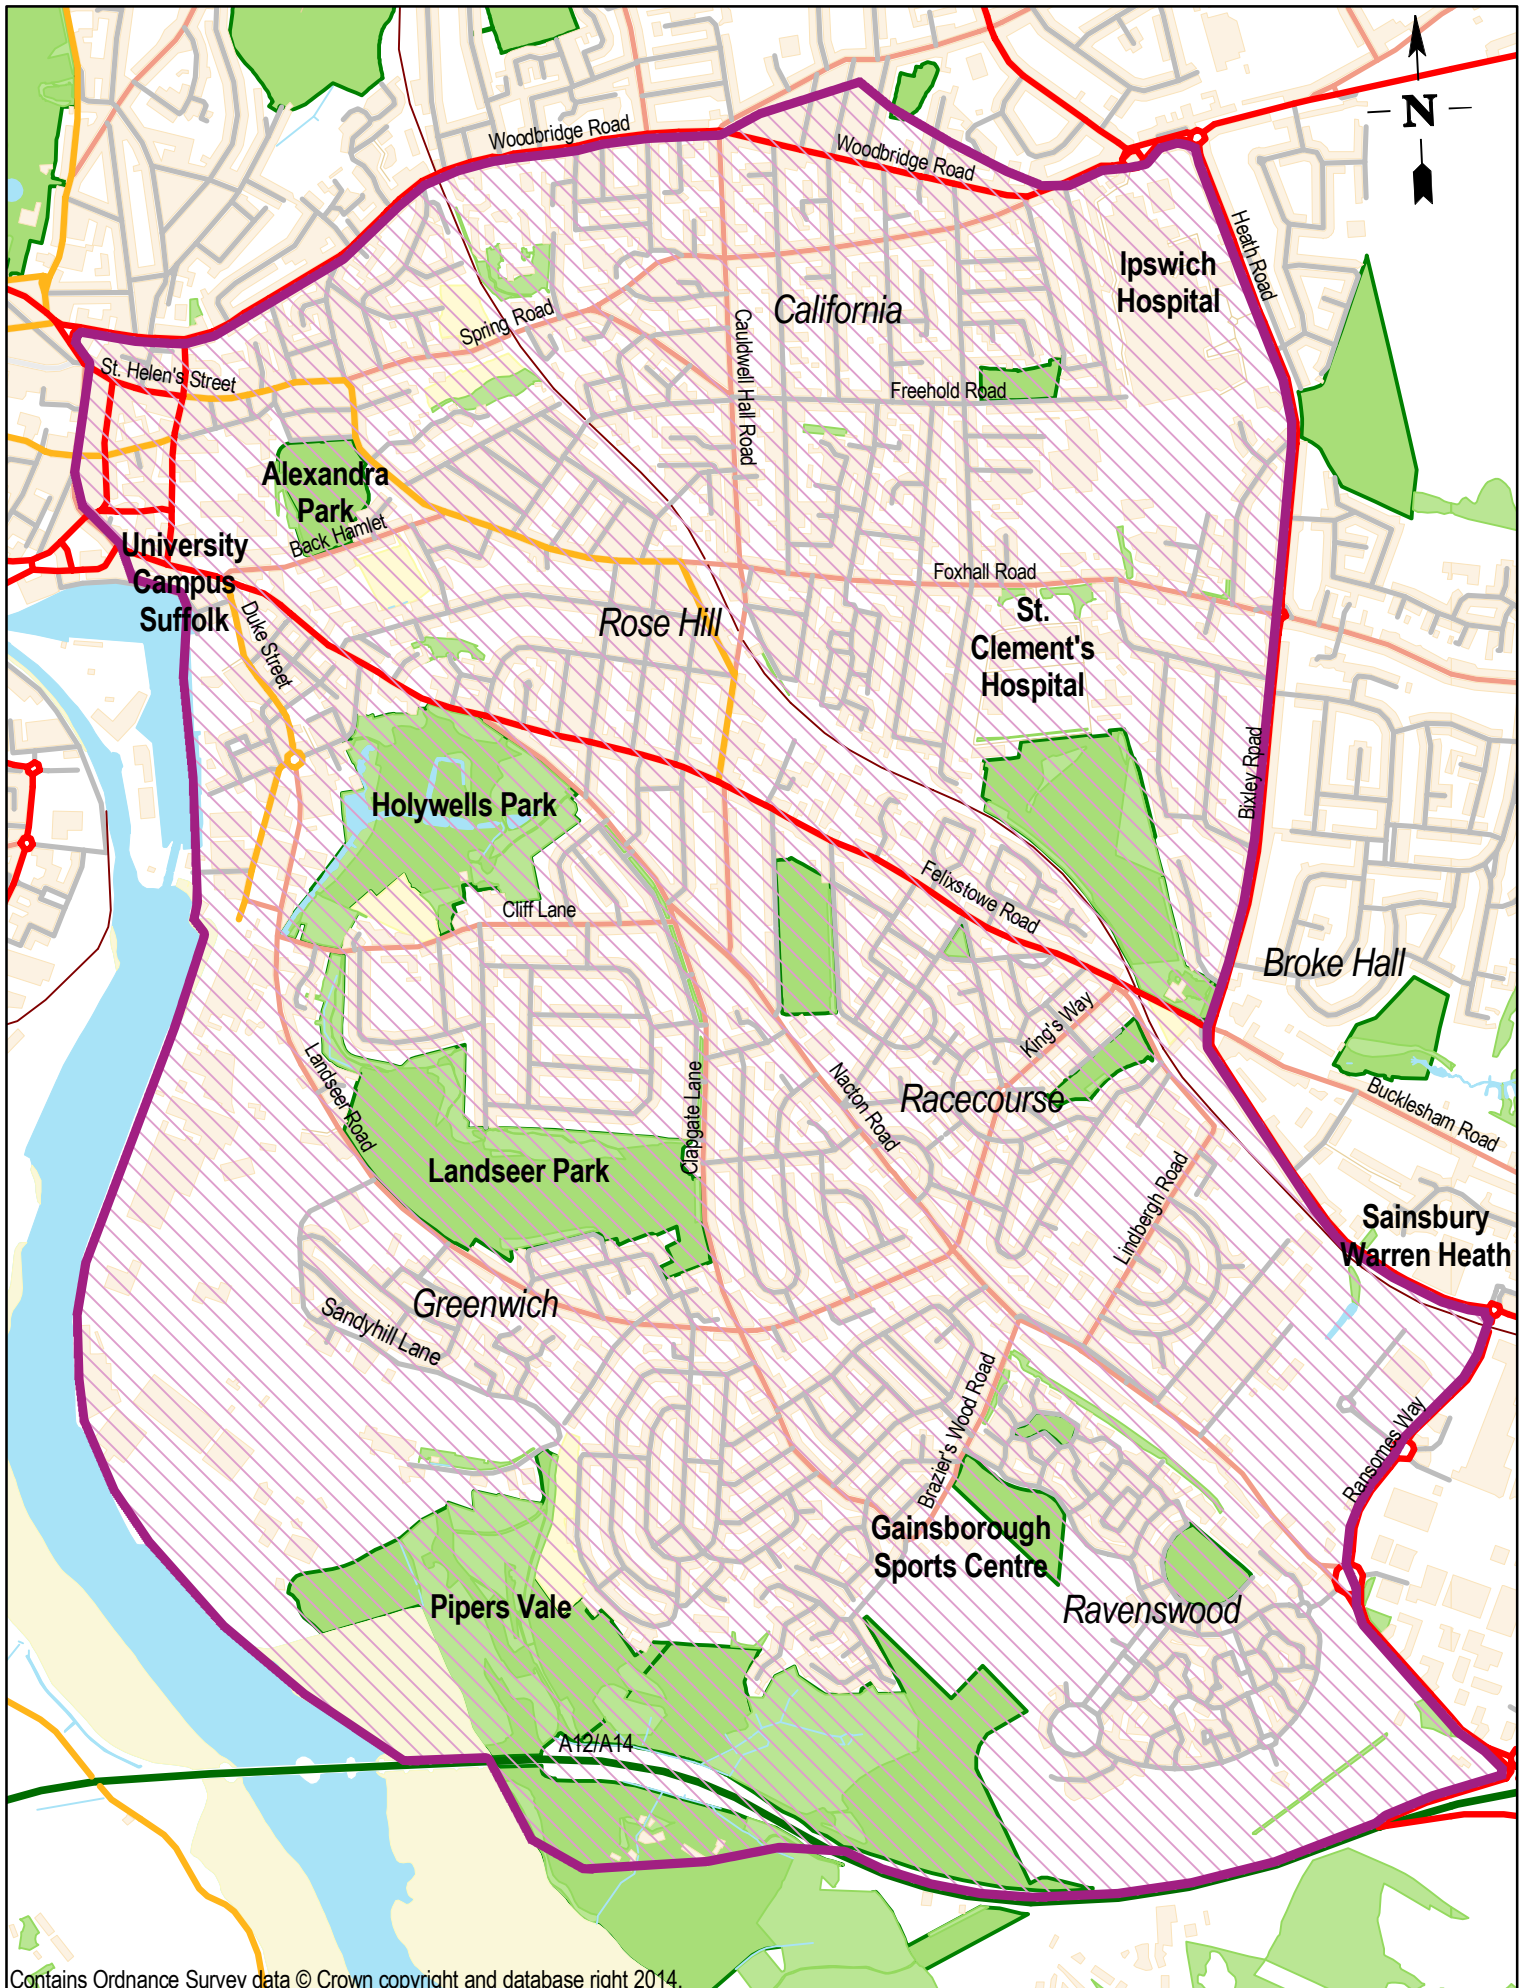 Woodbridge Road
Woodbridge Road
N
Heath Road
Ipswich
Hospital
California
Spring Road
Cauldwell Hall Road
St. Helen's Street
Freehold Road
Alexandra
Park
Back Hamlet
University
Campus
Suffolk
Foxhall Road
Duke Street
Rose Hill
St.
Clement's
Hospital
Bixley Rpad
Holywells Park
Felixstowe Road
Cliff Lane
Broke Hall
King's Way
Landseer Road
Clapgate Lane
Nacton Road
Racecourse
Bucklesham Road
Landseer Park
Lindbergh Road
Sainsbury
Warren Heath
Greenwich
Sandyhill Lane
Brazier's Wood Road
Ransomes Way
Gainsborough
Sports Centre
Pipers Vale
Ravenswood
A12/A14
Contains Ordnance Survey data © Crown copyright and database right 2014.